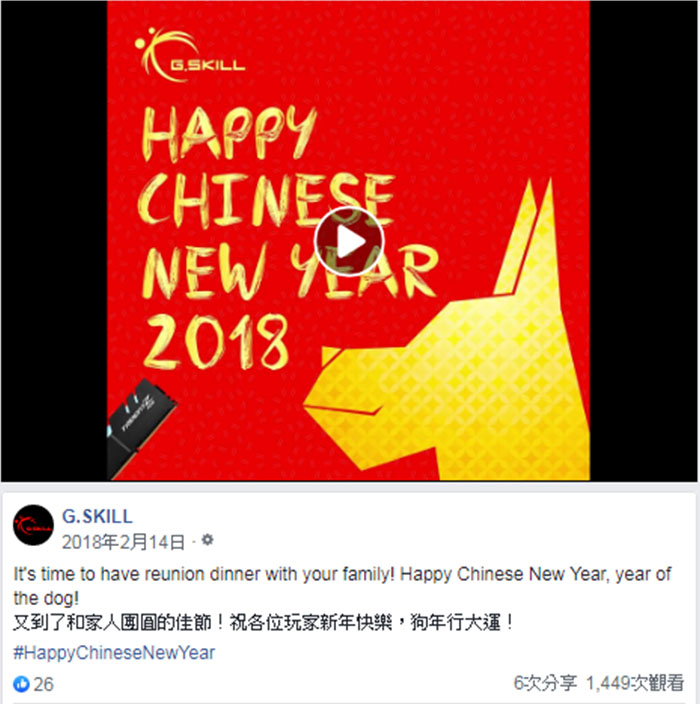 G.SKILL
HAPPY
CHINESE
NEW YEAR
2018
TRIDENT Z
G.SKILL
2018年2月14日 ·
It's time to have reunion dinner with your family! Happy Chinese New Year, year of
the dog!
又到了和家人團圓的佳節！祝各位玩家新年快樂，狗年行大運！
#HappyChineseNewYear
26
6次分享 1,449次觀看